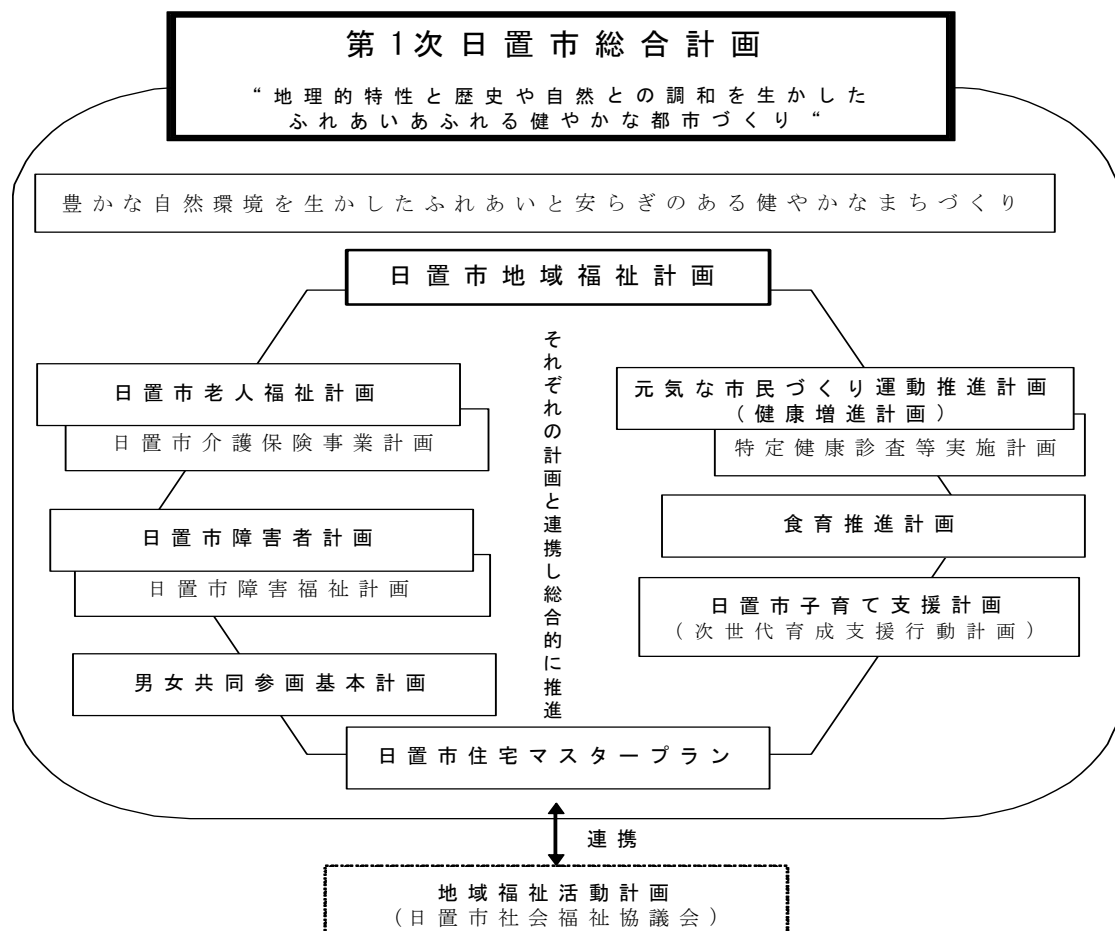 第1次日置市総合計画
“地理的特性と歴史や自然との調和を生かした
ふれあいあふれる健やかな都市づくり“
豊かな自然環境を生かしたふれあいと安らぎのある健やかなまちづくり
日置市地域福祉計画
それぞれの計画と連携し総合的に推進
日置市老人福祉計画
日置市介護保険事業計画
日置市障害者計画
日置市障害福祉計画
男女共同参画基本計画
元気な市民づくり運動推進計画
(健康増進計画)
特定健康診査等実施計画
食育推進計画
日置市子育て支援計画
(次世代育成支援行動計画)
日置市住宅マスタープラン
連携
地域福祉活動計画
(日置市社会福祉協議会)